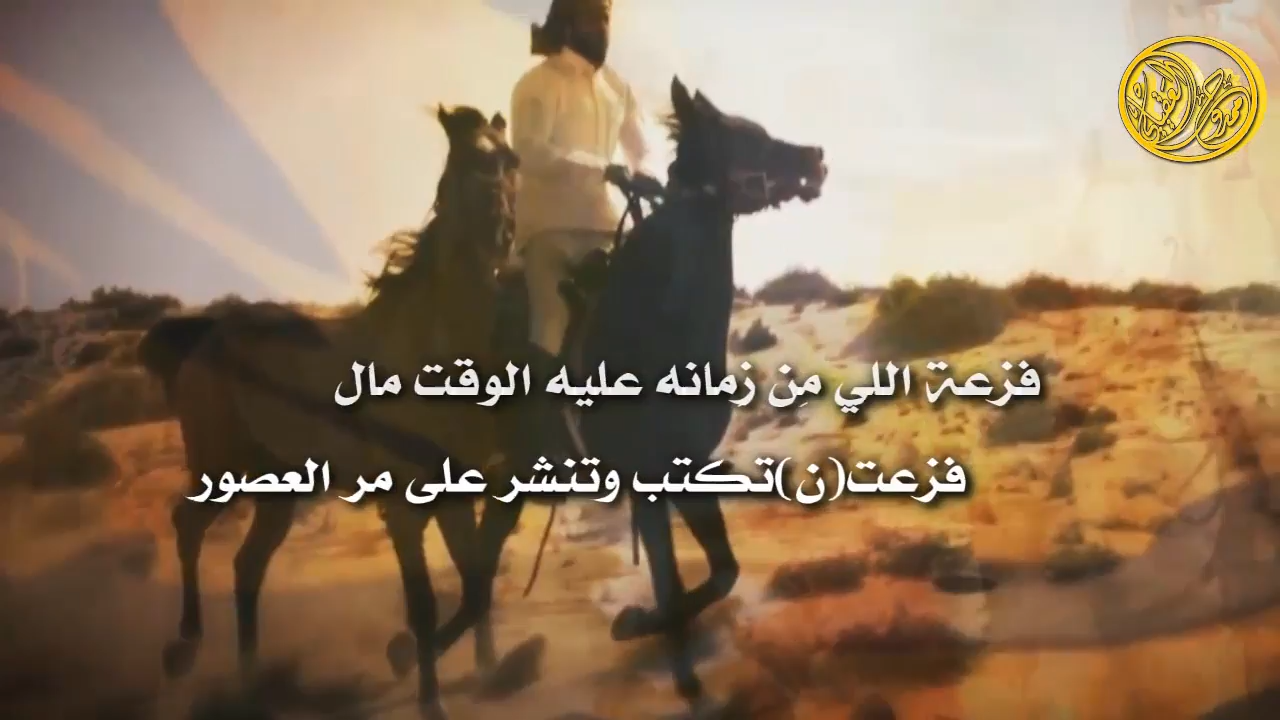 فزعة اللي مِن زمانه عليه الوقت مال
فزعت(ن)تكتب وتنشر على مر العصور